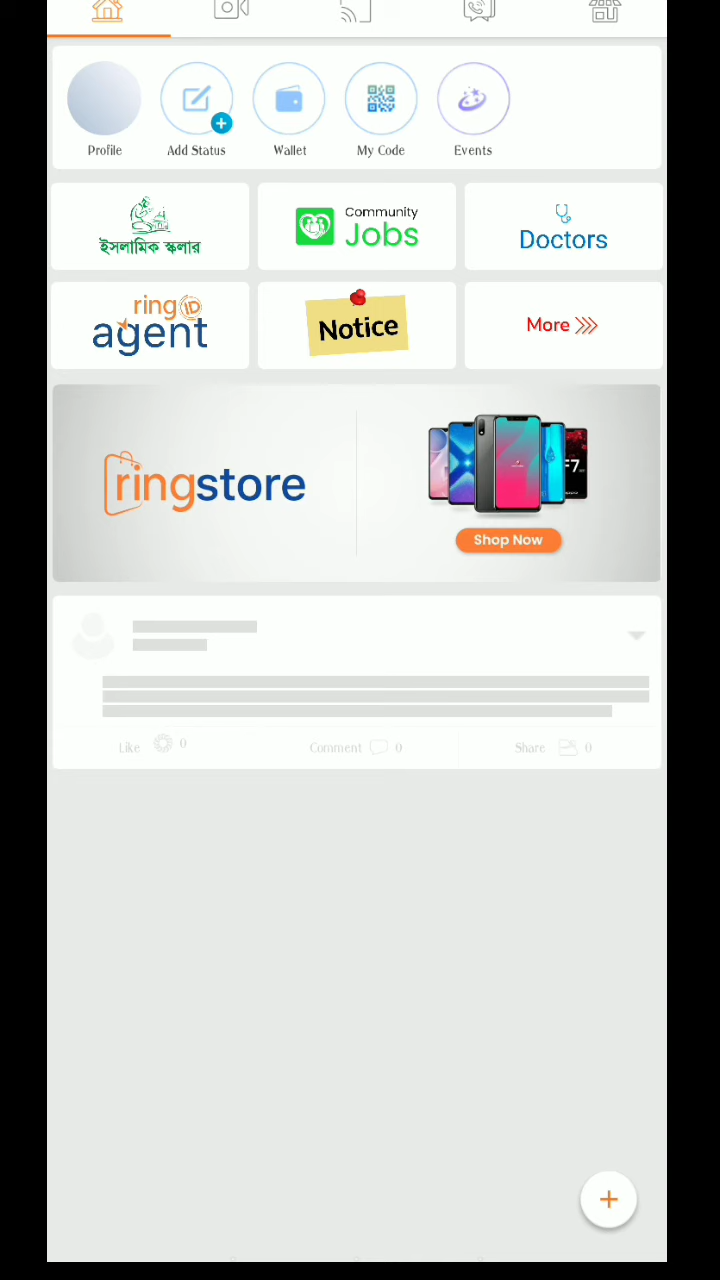 Profile
Add Status
Wallet
My Code
Events
ইসলামিক স্কলার
Community
Jobs
Doctors
ring iD
agent
Notice
More
ringstore
F7
Shop Now
Like 0
Comment 0
Share 0